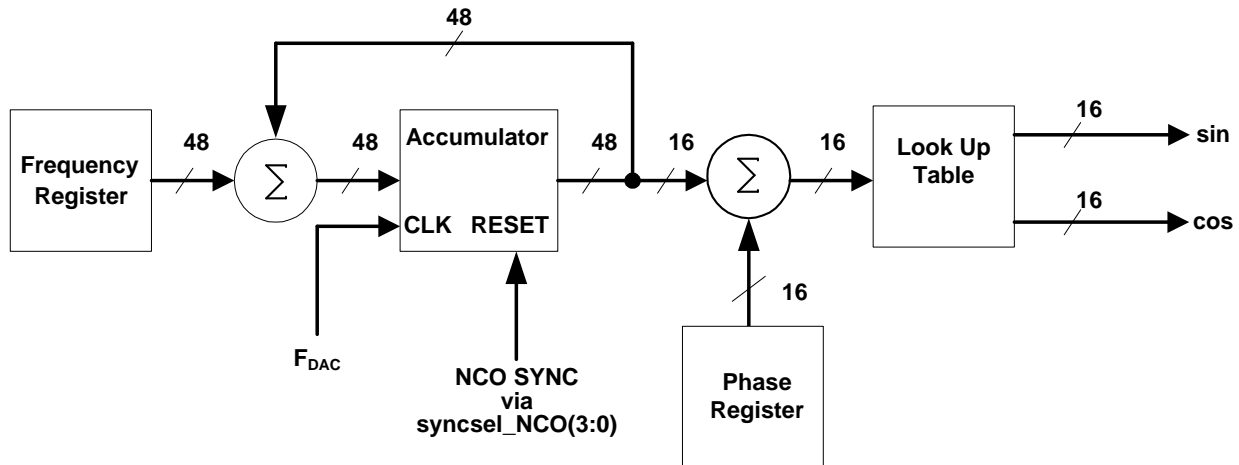 48
Frequency
Register
48
Σ
48
Accumulator
CLK RESET
48
16
Σ
16
Look Up
Table
16
sin
16
cos
F_DAC
NCO SYNC
via
syncsel_NCO(3:0)
16
Phase
Register